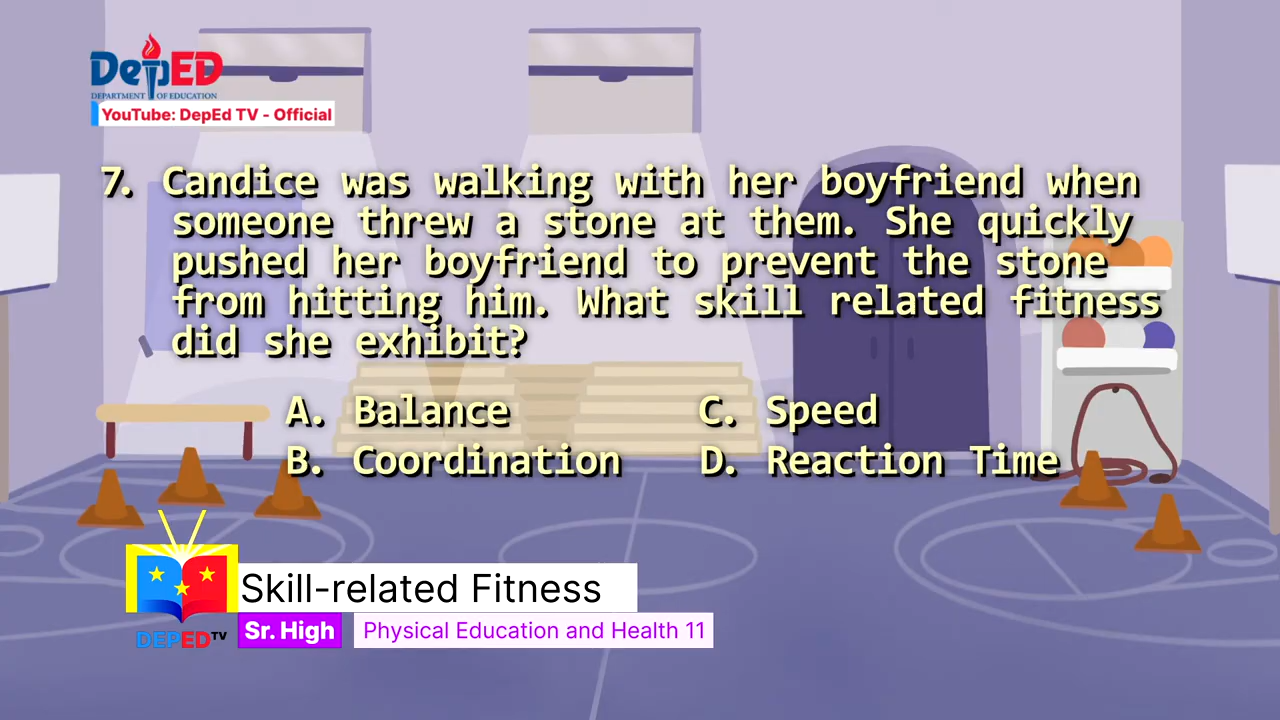 DepED
DEPARTMENT OF EDUCATION
YouTube: DepEd TV - Official
7. Candice was walking with her boyfriend when
someone threw a stone at them. She quickly
pushed her boyfriend to prevent the stone
from hitting him. What skill related fitness
did she exhibit?
A. Balance
B. Coordination
C. Speed
D. Reaction Time
Skill-related Fitness
DEPEDTV
Sr. High
Physical Education and Health 11